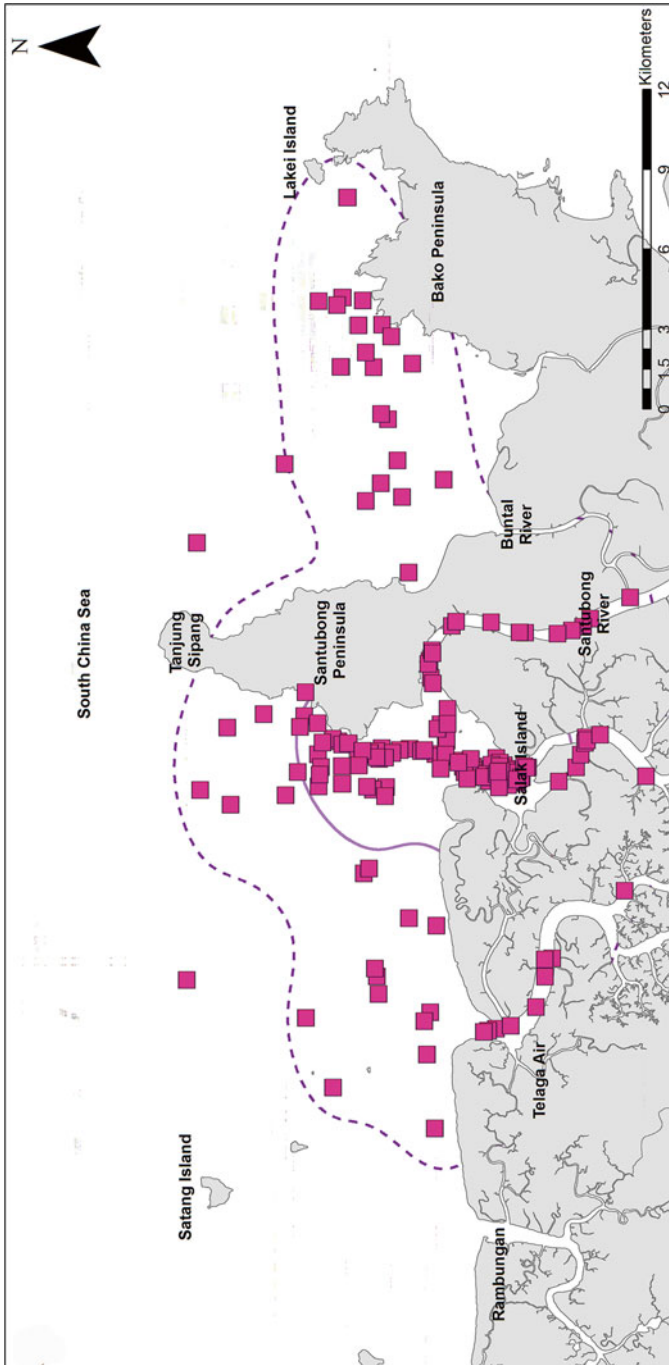 N
South China Sea
Satang Island
Tanjung
Sipang
Lakei Island
Santubong
Peninsula
Bako Peninsula
Rambungan
Telaga Air
Salak Island
Buntal
River
Santubong
River
Kilometers
0 1.5 3 6 9 12